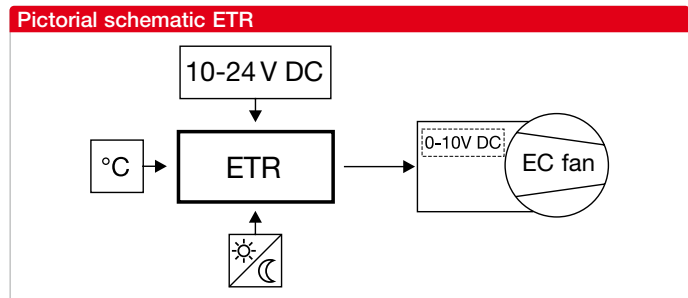 Pictorial schematic ETR
10-24 V DC
°C
ETR
0-10V DC
EC fan